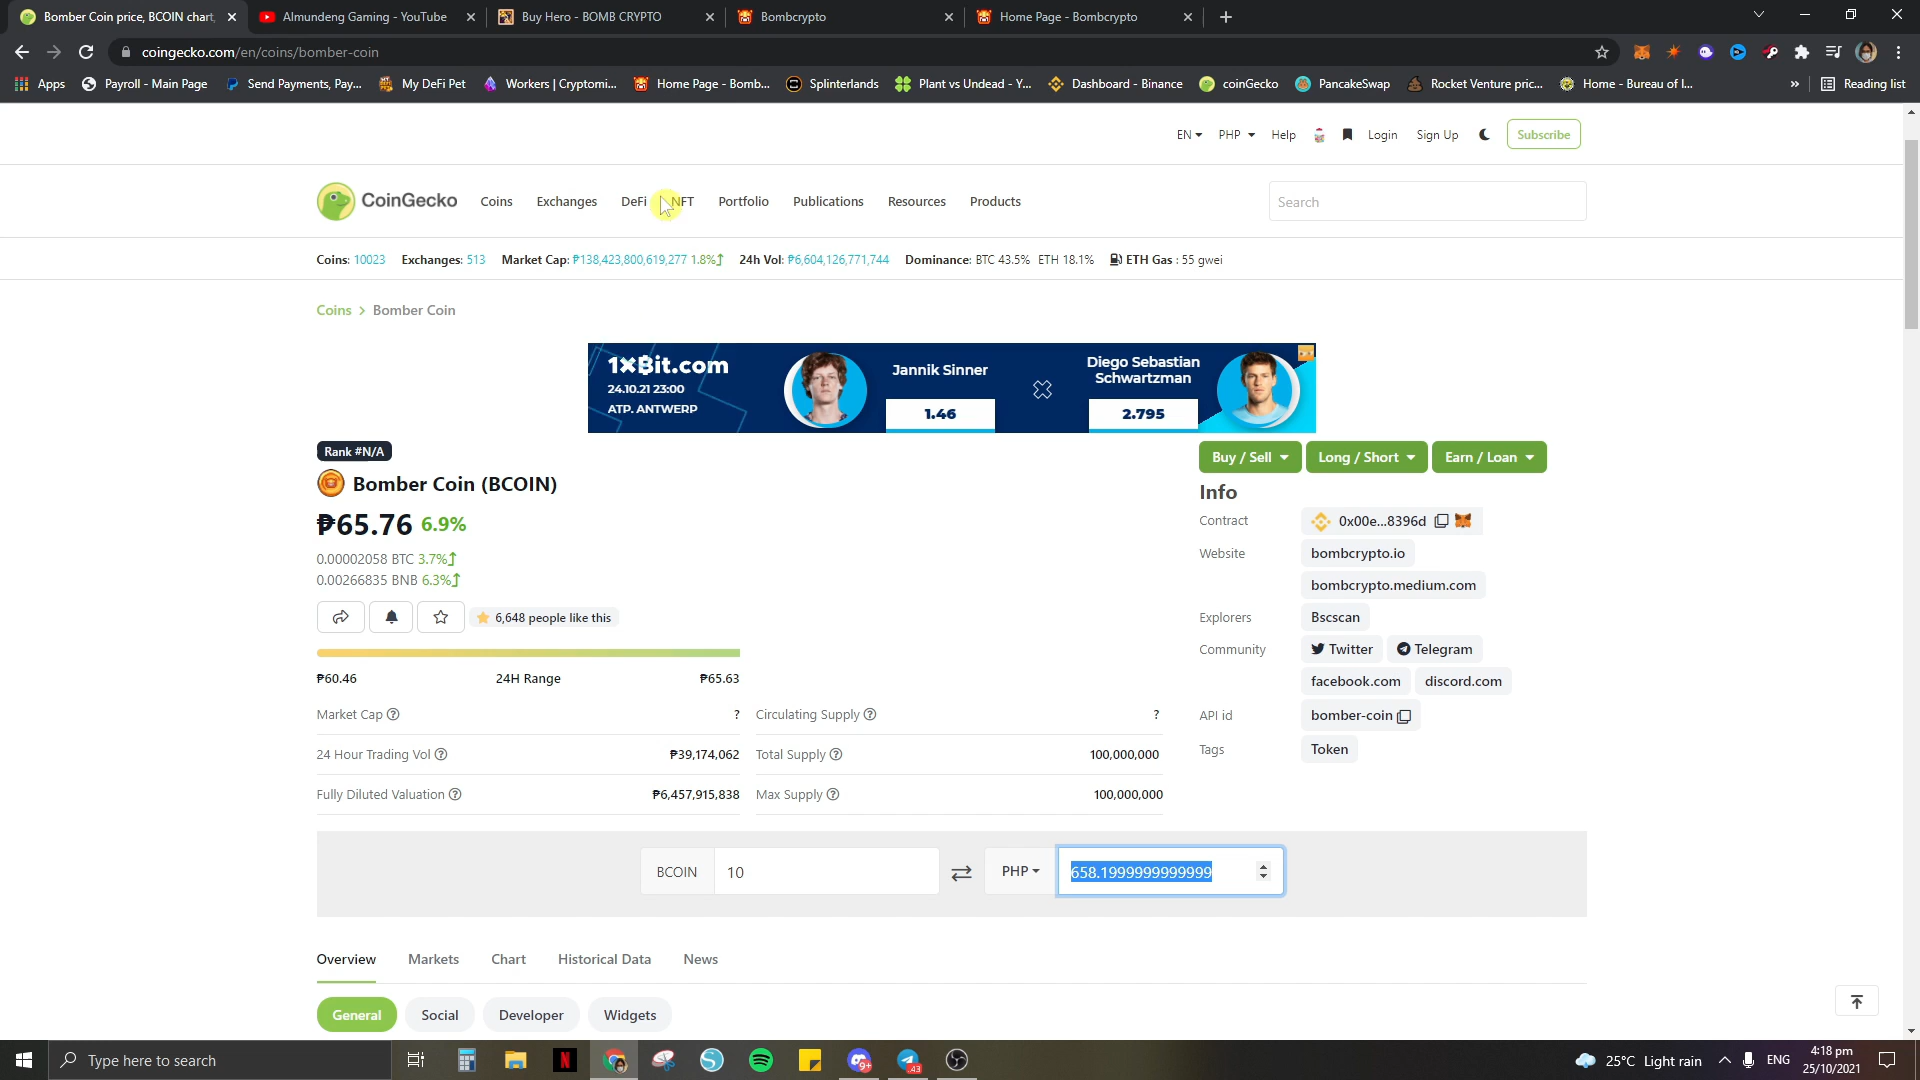 Bomber Coin price, BCOIN chart,
Almundeng Gaming - YouTube
Buy Hero - BOMB CRYPTO
Bombcrypto
Home Page - Bombcrypto
coingecko.com/en/coins/bomber-coin
Apps
Payroll - Main Page
Send Payments, Pay...
My DeFi Pet
Workers | Cryptomi...
Home Page - Bomb...
Splinterlands
Plant vs Undead - Y...
Dashboard - Binance
coinGecko
PancakeSwap
Rocket Venture pric...
Home - Bureau of I...
»
Reading list
EN PHP Help Login Sign Up Subscribe
CoinGecko Coins Exchanges DeFi NFT Portfolio Publications Resources Products
Search
Coins: 10023 Exchanges: 513 Market Cap: ₱138,423,800,619,277 1.8% 24h Vol: ₱6,604,126,771,744 Dominance: BTC 43.5% ETH 18.1% ETH Gas : 55 gwei
Coins > Bomber Coin
1XBit.com
24.10.21 23:00
ATP. ANTWERP
Jannik Sinner
1.46
Diego Sebastian
Schwartzman
2.795
Rank #N/A
Bomber Coin (BCOIN)
₱65.76 6.9%
0.00002058 BTC 3.7%
0.00266835 BNB 6.3%
6,648 people like this
₱60.46 24H Range ₱65.63
Market Cap ?
24 Hour Trading Vol ₱39,174,062
Fully Diluted Valuation ₱6,457,915,838
Circulating Supply ?
Total Supply 100,000,000
Max Supply 100,000,000
Buy / Sell Long / Short Earn / Loan
Info
Contract 0x00e...8396d
Website bombcrypto.io
bombcrypto.medium.com
Explorers Bscscan
Community Twitter Telegram
facebook.com discord.com
API id bomber-coin
Tags Token
BCOIN 10 PHP 658.1999999999999
Overview Markets Chart Historical Data News
General Social Developer Widgets
Type here to search
9+
43
25°C Light rain
ENG
4:18 pm
25/10/2021